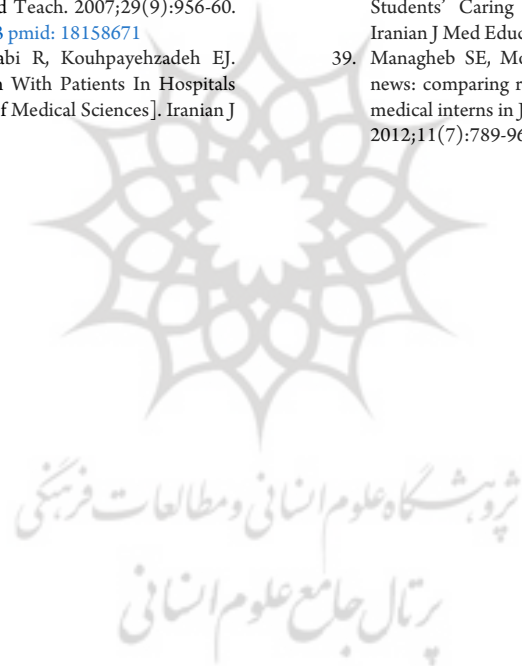 d Teach. 2007;29(9):956-60.
3 pmid: 18158671
abi R, Kouhpayehzadeh EJ.
n With Patients In Hospitals
f Medical Sciences]. Iranian J
Students’ Caring
Iranian J Med Educ
39. Managheb SE, Mo
news: comparing r
medical interns in J
2012;11(7):789-96
پژوهشگاه علوم انسانی و مطالعات فرهنگی
پرتال جامع علوم انسانی